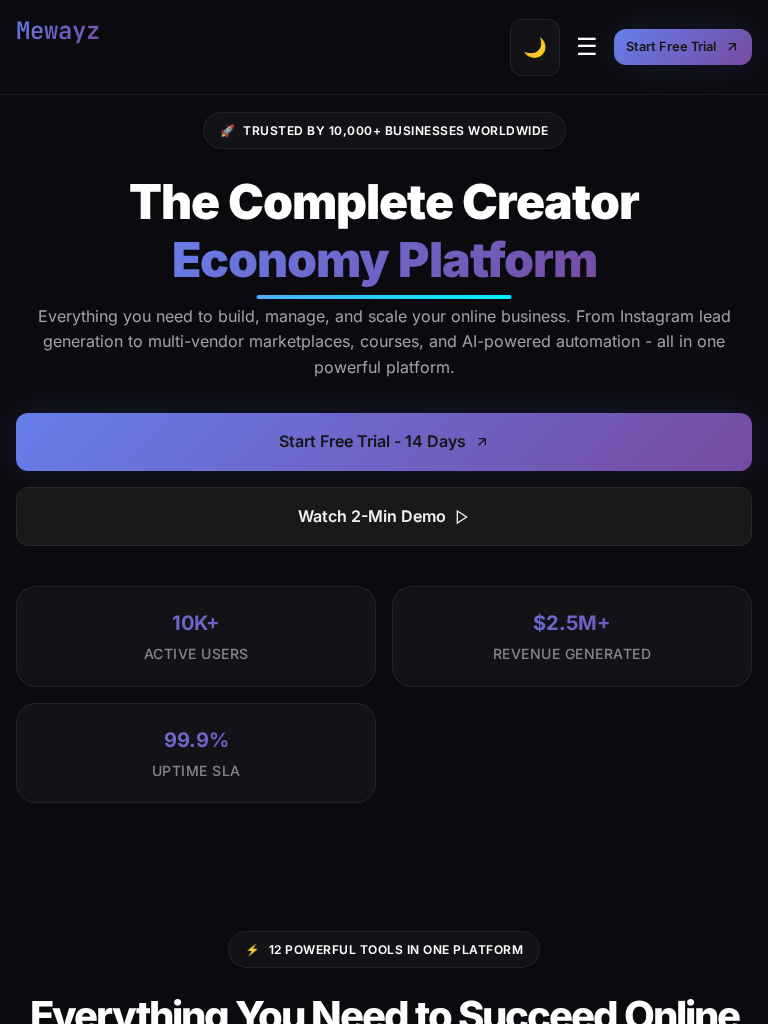 Mewayz
Start Free Trial
TRUSTED BY 10,000+ BUSINESSES WORLDWIDE
The Complete Creator
Economy Platform
Everything you need to build, manage, and scale your online business. From Instagram lead
generation to multi-vendor marketplaces, courses, and AI-powered automation - all in one
powerful platform.
Start Free Trial - 14 Days
Watch 2-Min Demo
10K+
ACTIVE USERS
$2.5M+
REVENUE GENERATED
99.9%
UPTIME SLA
12 POWERFUL TOOLS IN ONE PLATFORM
Everything You Need to Succeed Online